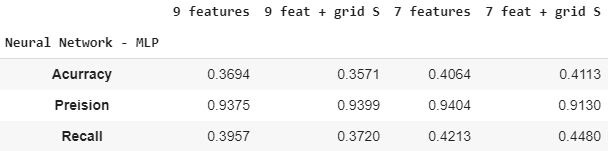 9 features 9 feat + grid S 7 features 7 feat + grid S
Neural Network - MLP
Acurracy 0.3694 0.3571 0.4064 0.4113
Preision 0.9375 0.9399 0.9404 0.9130
Recall 0.3957 0.3720 0.4213 0.4480